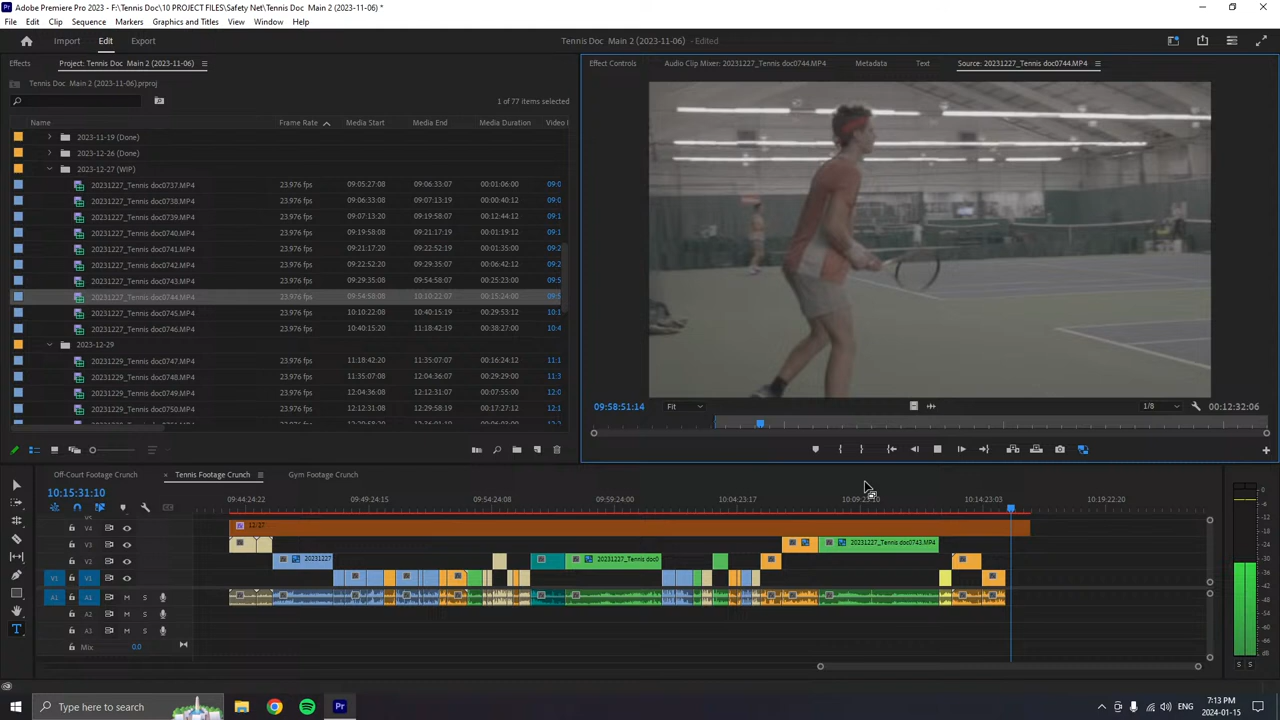 Adobe Premiere Pro 2023 - F:\Tennis Doc\10 PROJECT FILES\Safety Net\Tennis Doc Main 2 (2023-11-06) *
File Edit Clip Sequence Markers Graphics and Titles View Window Help
Import Edit Export Tennis Doc Main 2 (2023-11-06) - Edited
Effects Project: Tennis Doc Main 2 (2023-11-06) Effect Controls Audio Clip Mixer: 20231227_Tennis doc0744.MP4 Metadata Text Source: 20231227_Tennis doc0744.MP4
Tennis Doc Main 2 (2023-11-06).prproj
1 of 77 items selected
Name Frame Rate Media Start Media End Media Duration
2023-11-19 (Done)
2023-12-26 (Done)
2023-12-27 (WIP)
20231227_Tennis doc0737.MP4 23.976 fps 09:05:27:08 09:06:33:07 00:01:06:00
20231227_Tennis doc0738.MP4 23.976 fps 09:06:33:08 09:07:13:19 00:00:40:12
20231227_Tennis doc0739.MP4 23.976 fps 09:07:13:20 09:19:58:07 00:12:44:12
20231227_Tennis doc0740.MP4 23.976 fps 09:19:58:08 09:21:17:19 00:01:19:12
20231227_Tennis doc0741.MP4 23.976 fps 09:21:17:20 09:22:52:19 00:01:35:00
20231227_Tennis doc0742.MP4 23.976 fps 09:22:52:20 09:29:35:07 00:06:42:12
20231227_Tennis doc0743.MP4 23.976 fps 09:29:35:08 09:54:58:07 00:25:23:00
20231227_Tennis doc0744.MP4 23.976 fps 09:54:58:08 10:10:22:07 00:15:24:00
20231227_Tennis doc0745.MP4 23.976 fps 10:10:22:08 10:40:15:19 00:29:53:12
20231227_Tennis doc0746.MP4 23.976 fps 10:40:15:20 11:18:42:19 00:38:27:00
2023-12-29
20231229_Tennis doc0747.MP4 23.976 fps 11:18:42:20 11:35:07:07 00:16:24:12
20231229_Tennis doc0748.MP4 23.976 fps 11:35:07:08 12:04:36:07 00:29:29:00
20231229_Tennis doc0749.MP4 23.976 fps 12:04:36:08 12:12:31:07 00:07:55:00
20231229_Tennis doc0750.MP4 23.976 fps 12:12:31:08 12:29:58:19 00:17:27:12
09:58:51:14 Fit 1/8 00:12:32:06
Off-Court Footage Crunch × Tennis Footage Crunch Gym Footage Crunch
10:15:31:10
09:44:24:22 09:49:24:15 09:54:24:08 09:59:24:00 10:04:23:17 10:09:23:10 10:14:23:03 10:19:22:20
V4 12/27
V3 20231227_Tennis doc0743.MP4
V2 20231227 20231227_Tennis doc0
V1 V1
A1 A1 M S
A2 M S
A3 M S
Mix 0.0
S S
Type here to search ENG 7:13 PM
2024-01-15